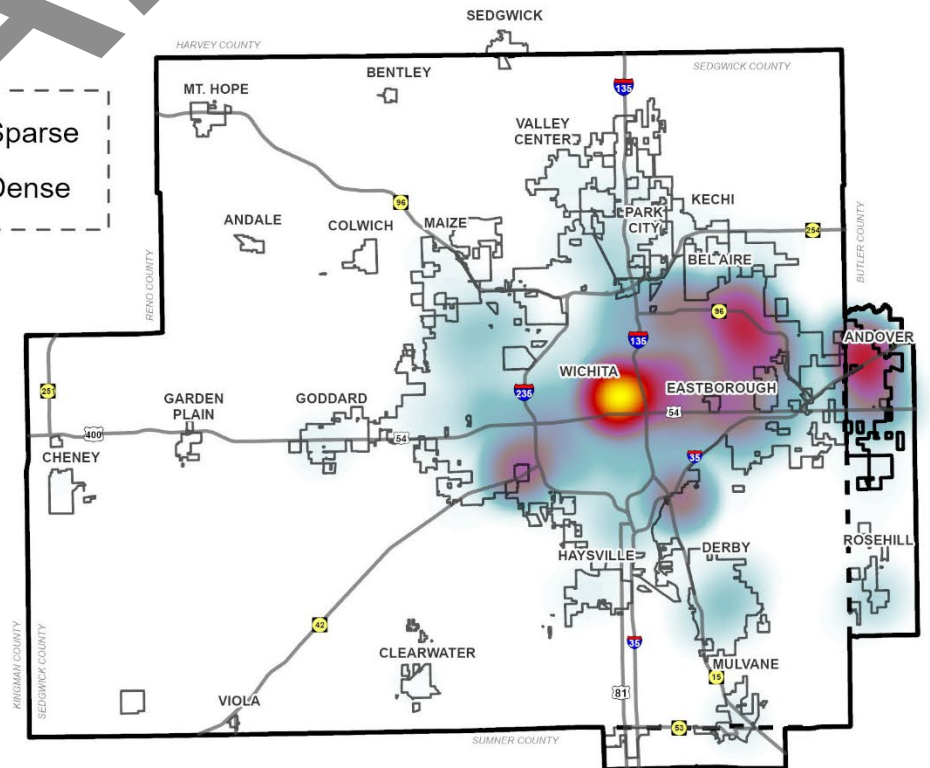 SEDGWICK
HARVEY COUNTY
SEDGWICK COUNTY
BENTLEY
MT. HOPE
135
Sparse
Dense
VALLEY
CENTER
96
KECHI
PARK
CITY
ANDALE
COLWICH
MAIZE
254
BEL AIRE
RENO COUNTY
BUTLER COUNTY
96
135
ANDOVER
WICHITA
EASTBOROUGH
251
235
GARDEN
PLAIN
GODDARD
54
400
54
CHENEY
35
ROSEHILL
HAYSVILLE
DERBY
42
35
KINGMAN COUNTY
SEDGWICK COUNTY
CLEARWATER
MULVANE
15
81
VIOLA
53
SUMNER COUNTY